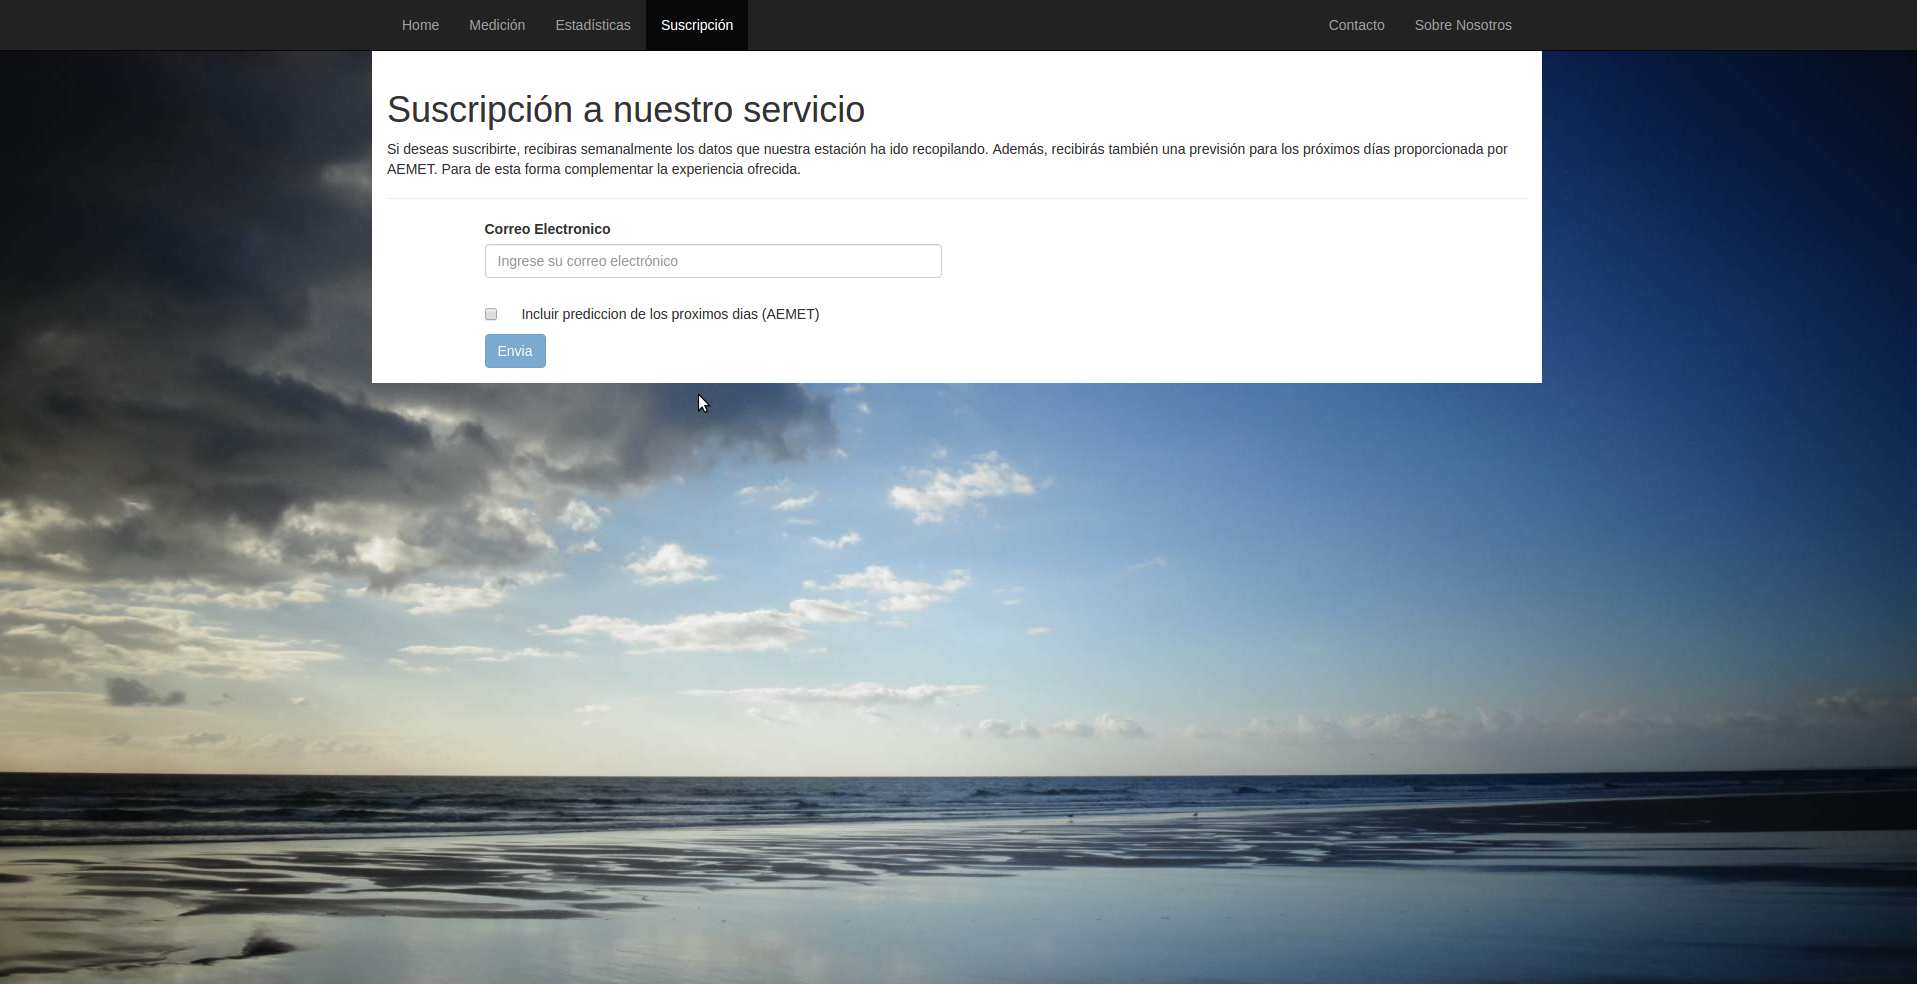 Home Medición Estadísticas Suscripción Contacto Sobre Nosotros
Suscripción a nuestro servicio
Si deseas suscribirte, recibiras semanalmente los datos que nuestra estación ha ido recopilando. Además, recibirás también una previsión para los próximos días proporcionada por
AEMET. Para de esta forma complementar la experiencia ofrecida.
Correo Electronico
Ingrese su correo electrónico
Incluir prediccion de los proximos dias (AEMET)
Envia